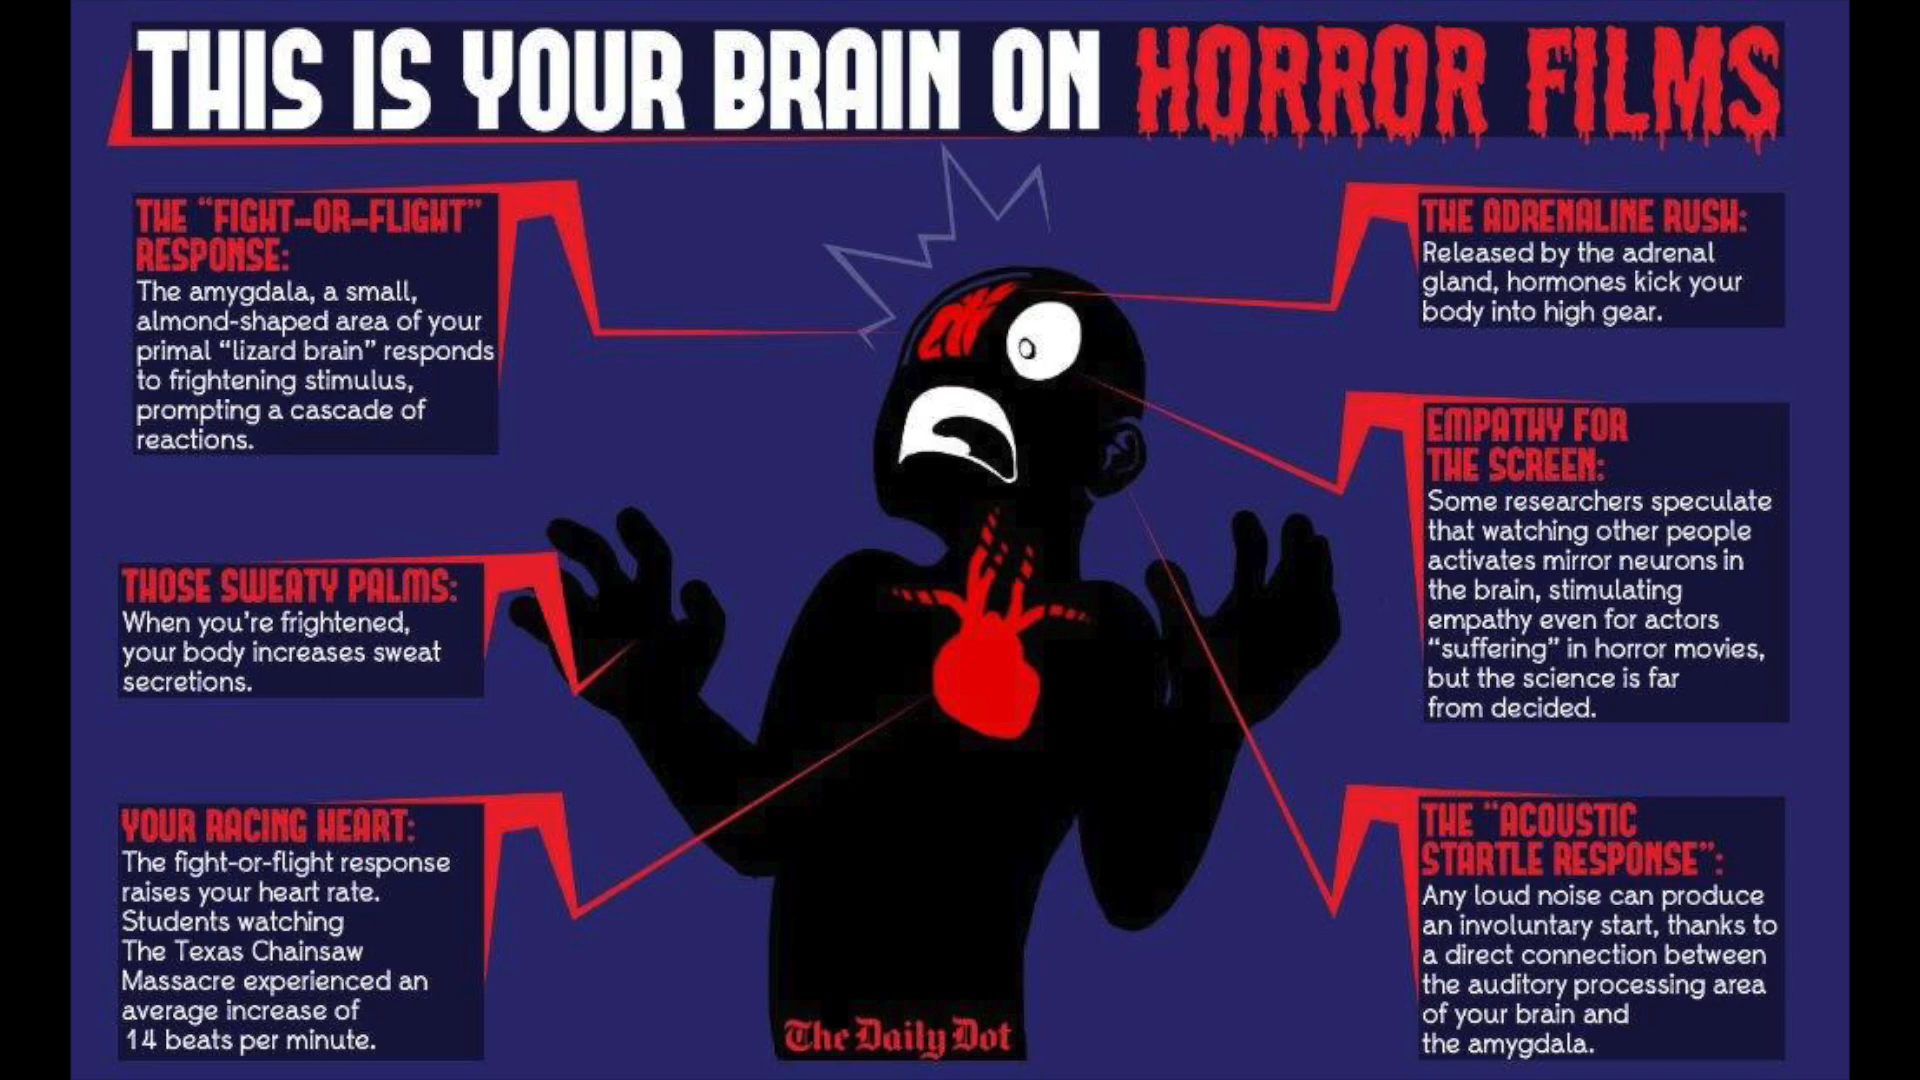 THIS IS YOUR BRAIN ON HORROR FILMS
THE “FIGHT-OR-FLIGHT”
RESPONSE:
The amygdala, a small,
almond-shaped area of your
primal “lizard brain” responds
to frightening stimulus,
prompting a cascade of
reactions.
THOSE SWEATY PALMS:
When you're frightened,
your body increases sweat
secretions.
YOUR RACING HEART:
The fight-or-flight response
raises your heart rate.
Students watching
The Texas Chainsaw
Massacre experienced an
average increase of
14 beats per minute.
THE ADRENALINE RUSH:
Released by the adrenal
gland, hormones kick your
body into high gear.
EMPATHY FOR
THE SCREEN:
Some researchers speculate
that watching other people
activates mirror neurons in
the brain, stimulating
empathy even for actors
“suffering” in horror movies,
but the science is far
from decided.
THE “ACOUSTIC
STARTLE RESPONSE”:
Any loud noise can produce
an involuntary start, thanks to
a direct connection between
the auditory processing area
of your brain and
the amygdala.
The Daily Dot